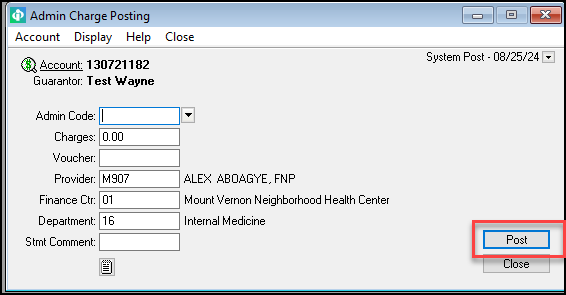 Admin Charge Posting
Account Display Help Close
System Post - 08/25/24
Account: 130721182
Guarantor: Test Wayne
Admin Code:
Charges: 0.00
Voucher:
Provider: M907 ALEX ABOAGYE, FNP
Finance Ctr: 01 Mount Vernon Neighborhood Health Center
Department: 16 Internal Medicine
Stmt Comment:
Post
Close